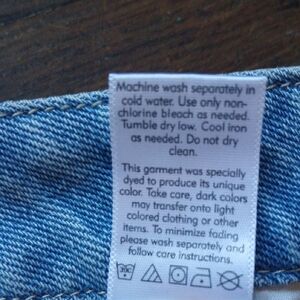 Machine wash separately in
cold water. Use only non-
chlorine bleach as needed.
Tumble dry low. Cool iron
as needed. Do not dry
clean.
This garment was specially
dyed to produce its unique
color. Take care, dark colors
may transfer onto light
colored clothing or other
items. To minimize fading
please wash separately and
follow care instructions.